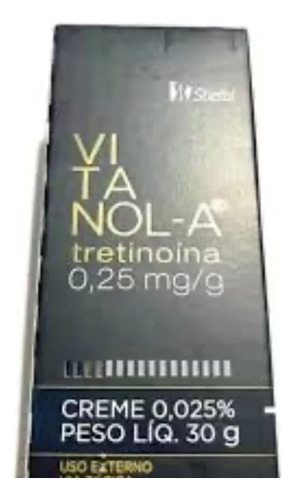 Stiefel
VI
TA
NOL-A®
tretinoína
0,25 mg/g
CREME 0,025%
PESO LÍQ. 30 g
USO EXTERNO